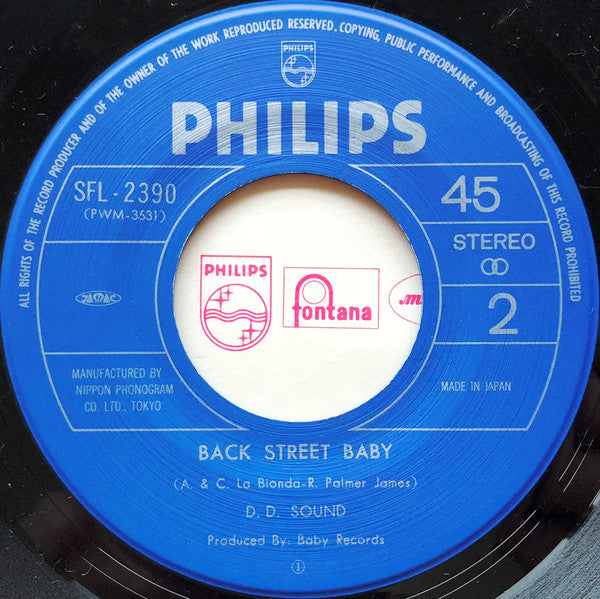 ALL RIGHTS OF THE RECORD PRODUCER AND OF THE OWNER OF THE WORK REPRODUCED RESERVED. COPYING, PUBLIC PERFORMANCE AND BROADCASTING OF THIS RECORD PROHIBITED
PHILIPS
PHILIPS
SFL-2390
(PWM-3531)
45
STEREO
2
JASRAC
PHILIPS
fontana
m
MANUFACTURED BY
NIPPON PHONOGRAM
CO. LTD., TOKYO
MADE IN JAPAN
BACK STREET BABY
(A. & C. La Bionda-R. Palmer James)
D. D. SOUND
Produced By: Baby Records
1